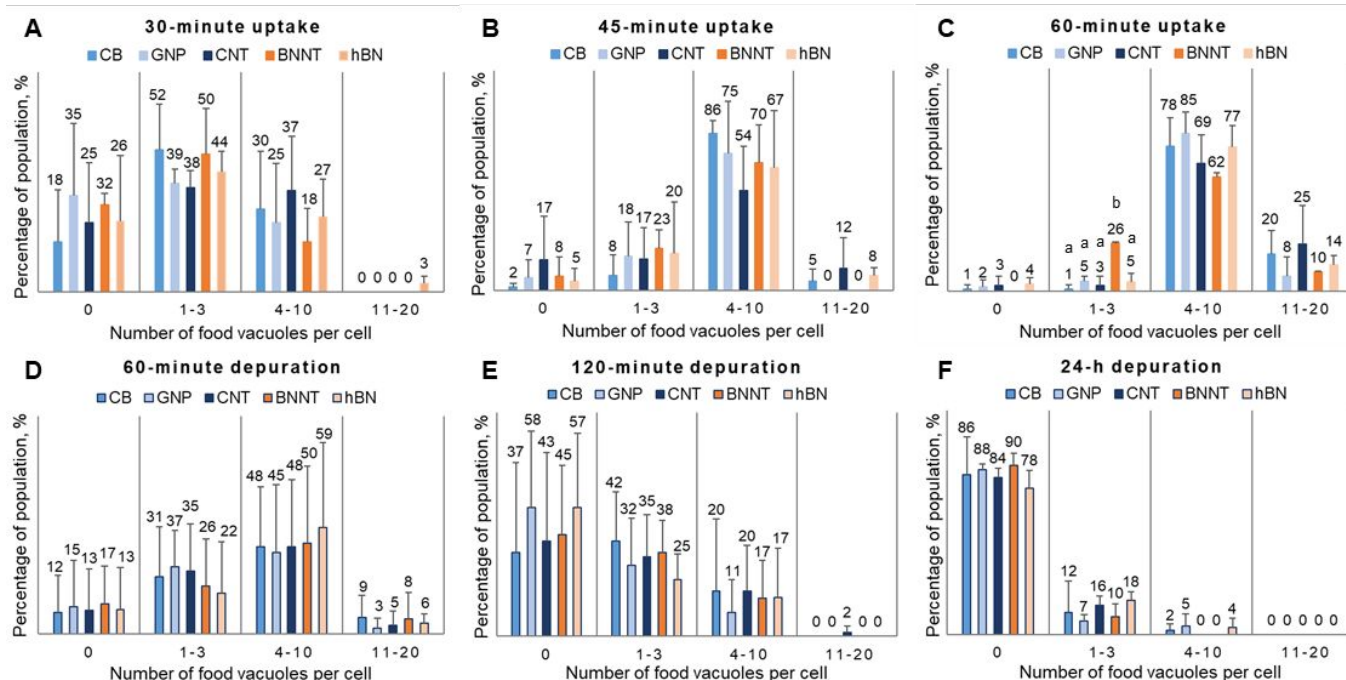 A 30-minute uptake
CB GNP CNT BNNT hBN
Percentage of population, %
18 35 25 32 26
52 39 38 50 44
30 25 37 18 27
0 0 0 0 3
0 1-3 4-10 11-20
Number of food vacuoles per cell
B 45-minute uptake
CB GNP CNT BNNT hBN
Percentage of population, %
2 7 17 8 5
8 18 17 23 20
86 75 54 70 67
5 0 12 0 8
0 1-3 4-10 11-20
Number of food vacuoles per cell
C 60-minute uptake
CB GNP CNT BNNT hBN
Percentage of population, %
1 2 3 0 4
a a a b a
1 5 3 26 5
78 85 69 62 77
20 8 25 10 14
0 1-3 4-10 11-20
Number of food vacuoles per cell
D 60-minute depuration
CB GNP CNT BNNT hBN
Percentage of population, %
12 15 13 17 13
31 37 35 26 22
48 45 48 50 59
9 3 5 8 6
0 1-3 4-10 11-20
Number of food vacuoles per cell
E 120-minute depuration
CB GNP CNT BNNT hBN
Percentage of population, %
37 58 43 45 57
42 32 35 38 25
20 11 20 17 17
0 0 2 0 0
0 1-3 4-10 11-20
Number of food vacuoles per cell
F 24-h depuration
CB GNP CNT BNNT hBN
Percentage of population, %
86 88 84 90 78
12 7 16 10 18
2 5 0 0 4
0 0 0 0 0
0 1-3 4-10 11-20
Number of food vacuoles per cell